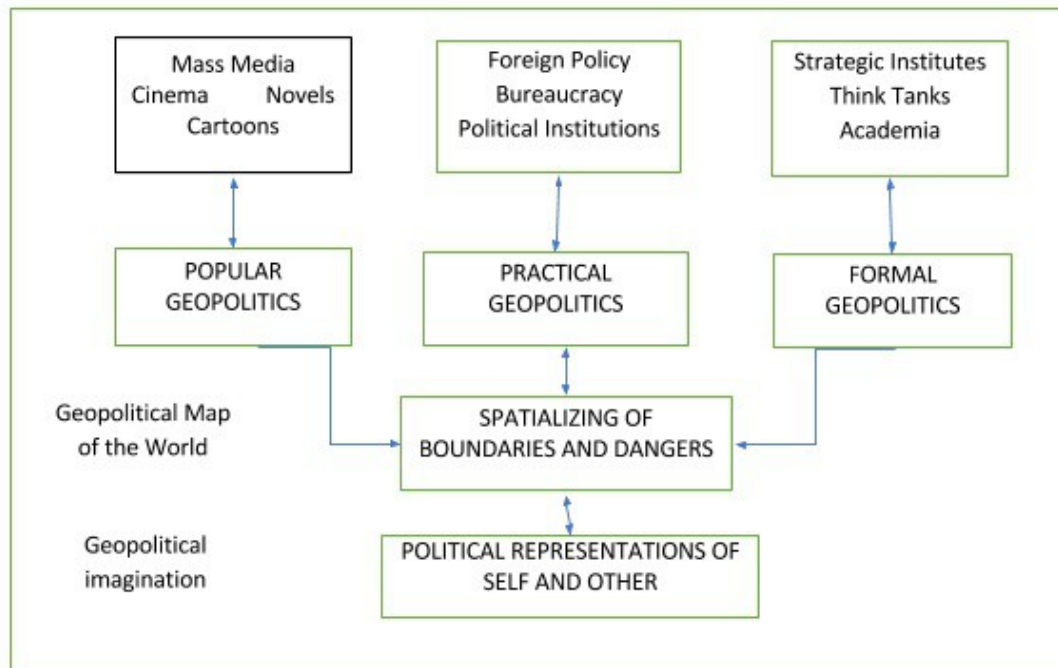 Mass Media
Cinema Novels
Cartoons
Foreign Policy
Bureaucracy
Political Institutions
Strategic Institutes
Think Tanks
Academia
POPULAR
GEOPOLITICS
PRACTICAL
GEOPOLITICS
FORMAL
GEOPOLITICS
Geopolitical Map
of the World
SPATIALIZING OF
BOUNDARIES AND DANGERS
Geopolitical
imagination
POLITICAL REPRESENTATIONS OF
SELF AND OTHER